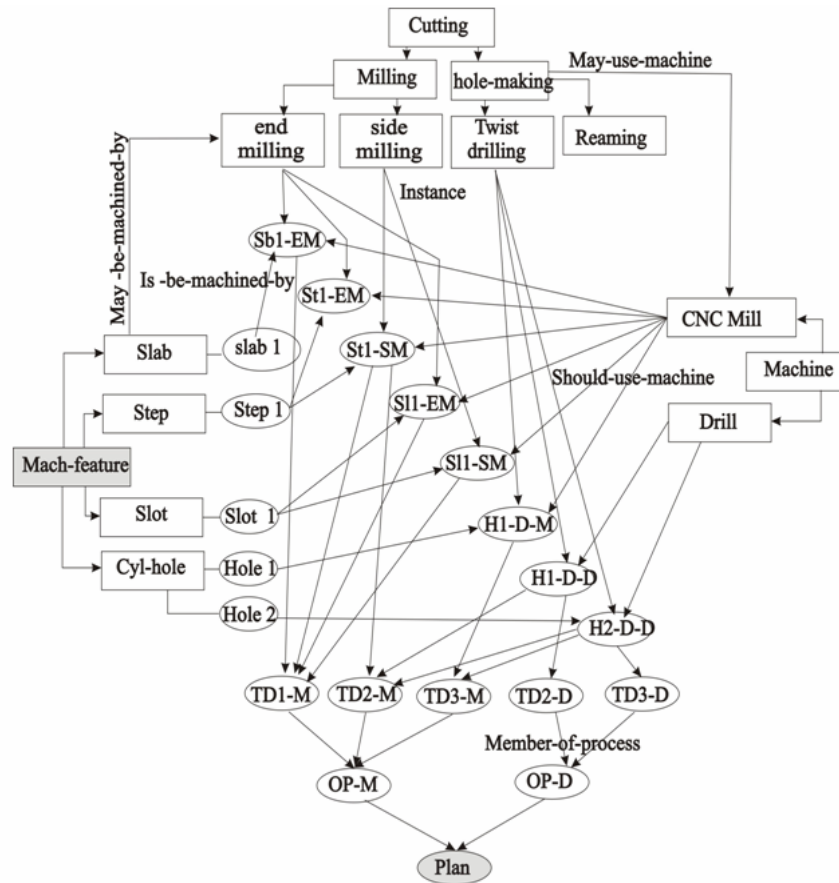 Cutting
May-use-machine
Milling
hole-making
end
milling
side
milling
Twist
drilling
Reaming
May -be-machined-by
Instance
Sb1-EM
Is -be-machined-by
St1-EM
CNC Mill
Slab
slab 1
St1-SM
Machine
Should-use-machine
Sl1-EM
Step
Step 1
Drill
Mach-feature
Sl1-SM
Slot
Slot 1
H1-D-M
Cyl-hole
Hole 1
H1-D-D
Hole 2
H2-D-D
TD1-M
TD2-M
TD3-M
TD2-D
TD3-D
Member-of-process
OP-M
OP-D
Plan